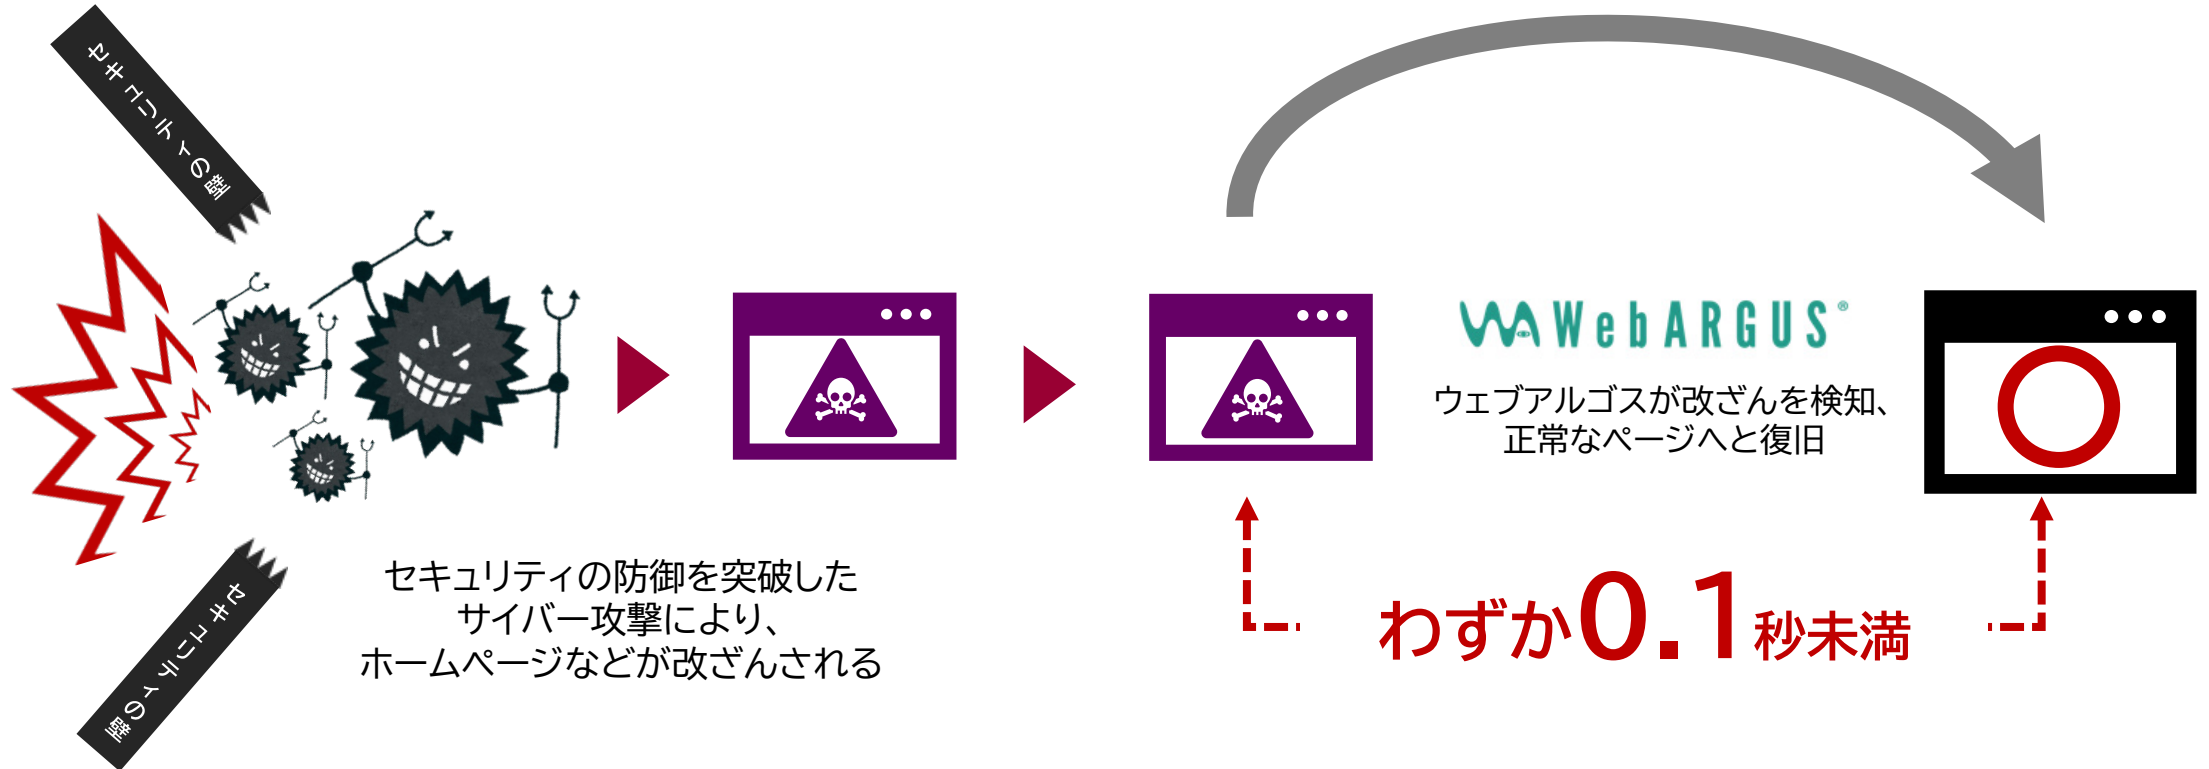 セキュリティの壁
セキュリティの壁
セキュリティの防御を突破した
サイバー攻撃により、
ホームページなどが改ざんされる
WebARGUS®
ウェブアルゴスが改ざんを検知、
正常なページへと復旧
わずか0.1秒未満